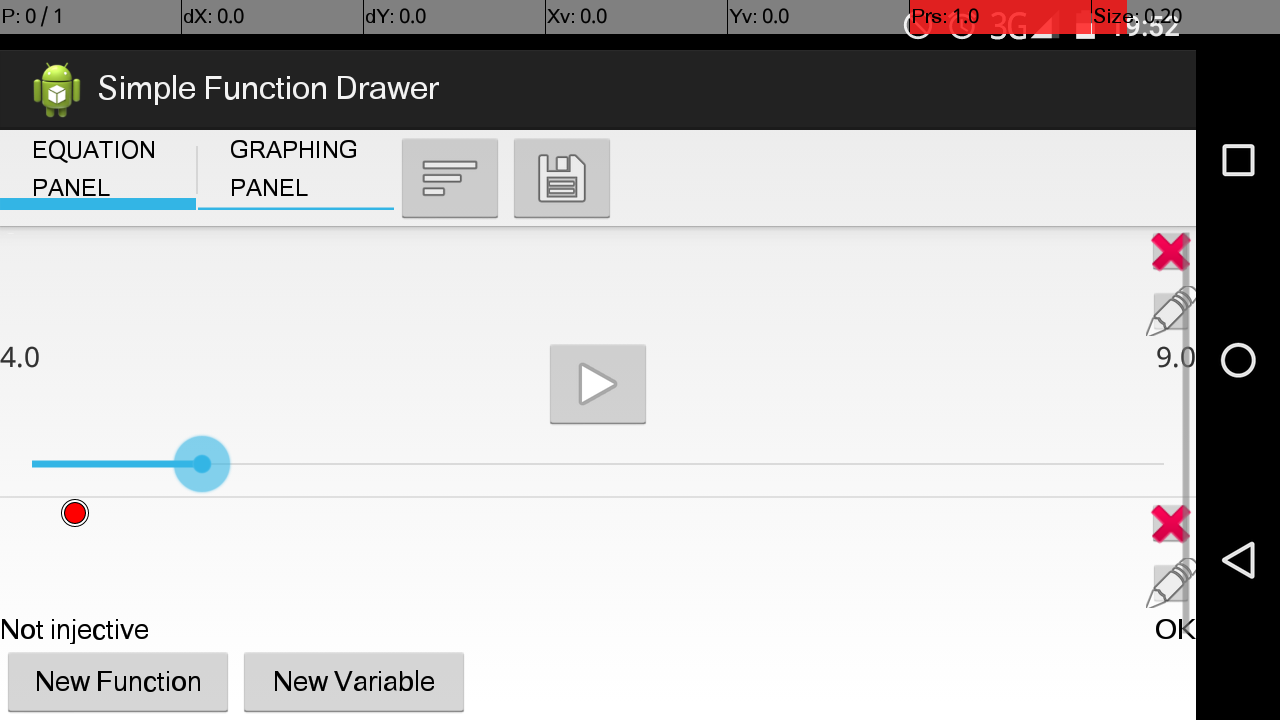 P: 0 / 1 dX: 0.0 dY: 0.0 Xv: 0.0 Yv: 0.0 Prs: 1.0 Size: 0.20
3G 19:52
Simple Function Drawer
EQUATION PANEL
GRAPHING PANEL
4.0
9.0
Not injective
OK
New Function
New Variable